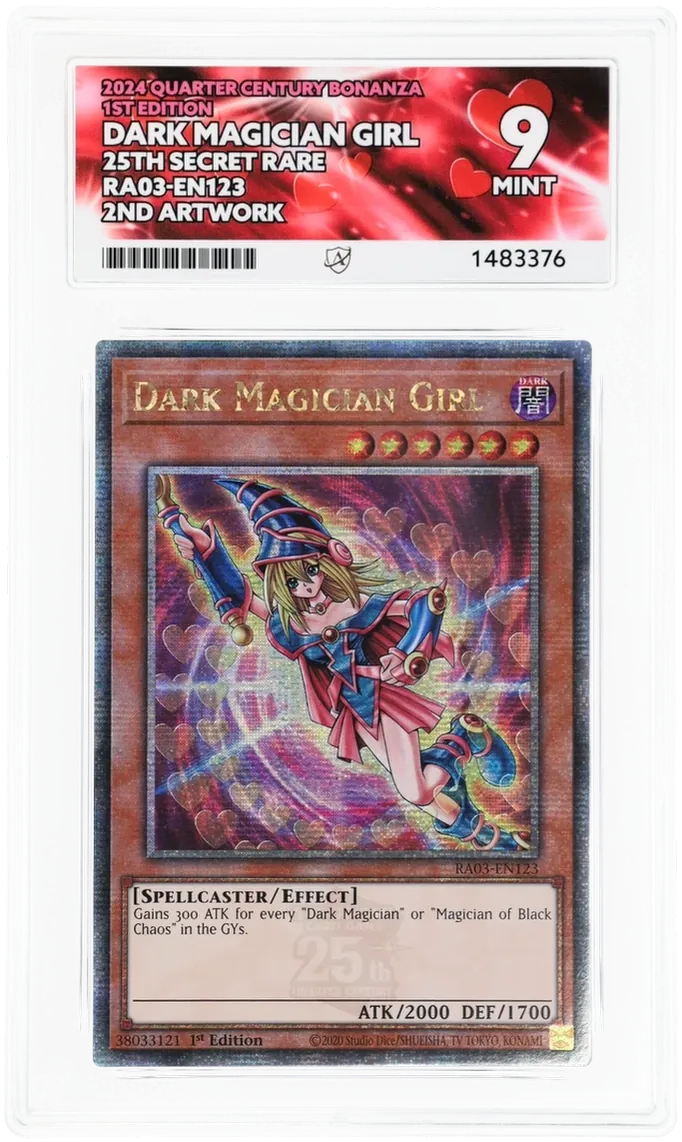 2024 QUARTER CENTURY BONANZA
1ST EDITION
DARK MAGICIAN GIRL
25TH SECRET RARE
RA03-EN123
2ND ARTWORK
9
MINT
1483376
DARK MAGICIAN GIRL
DARK
闇
RA03-EN123
[SPELLCASTER/EFFECT]
Gains 300 ATK for every "Dark Magician" or "Magician of Black
Chaos" in the GYs.
25th
ATK/2000 DEF/1700
38033121 1st Edition ©2020 Studio Dice/SHUEISHA, TV TOKYO, KONAMI